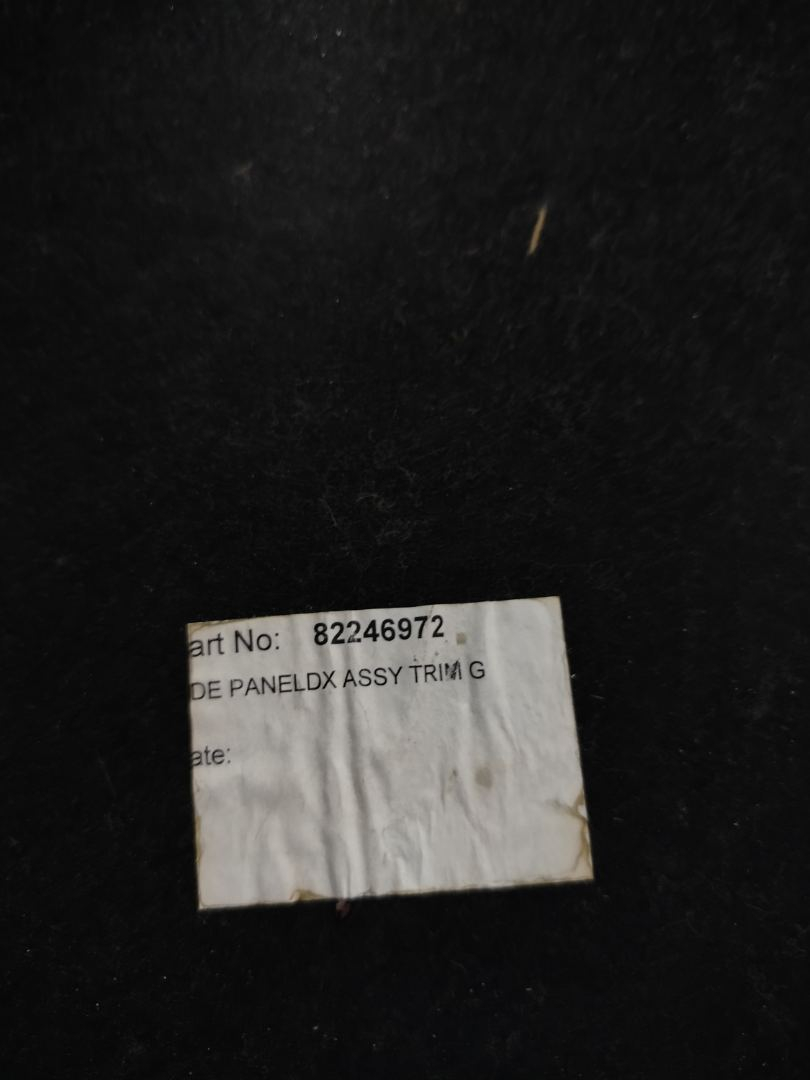 art No: 82246972
DE PANELDX ASSY TRIM G
ate: